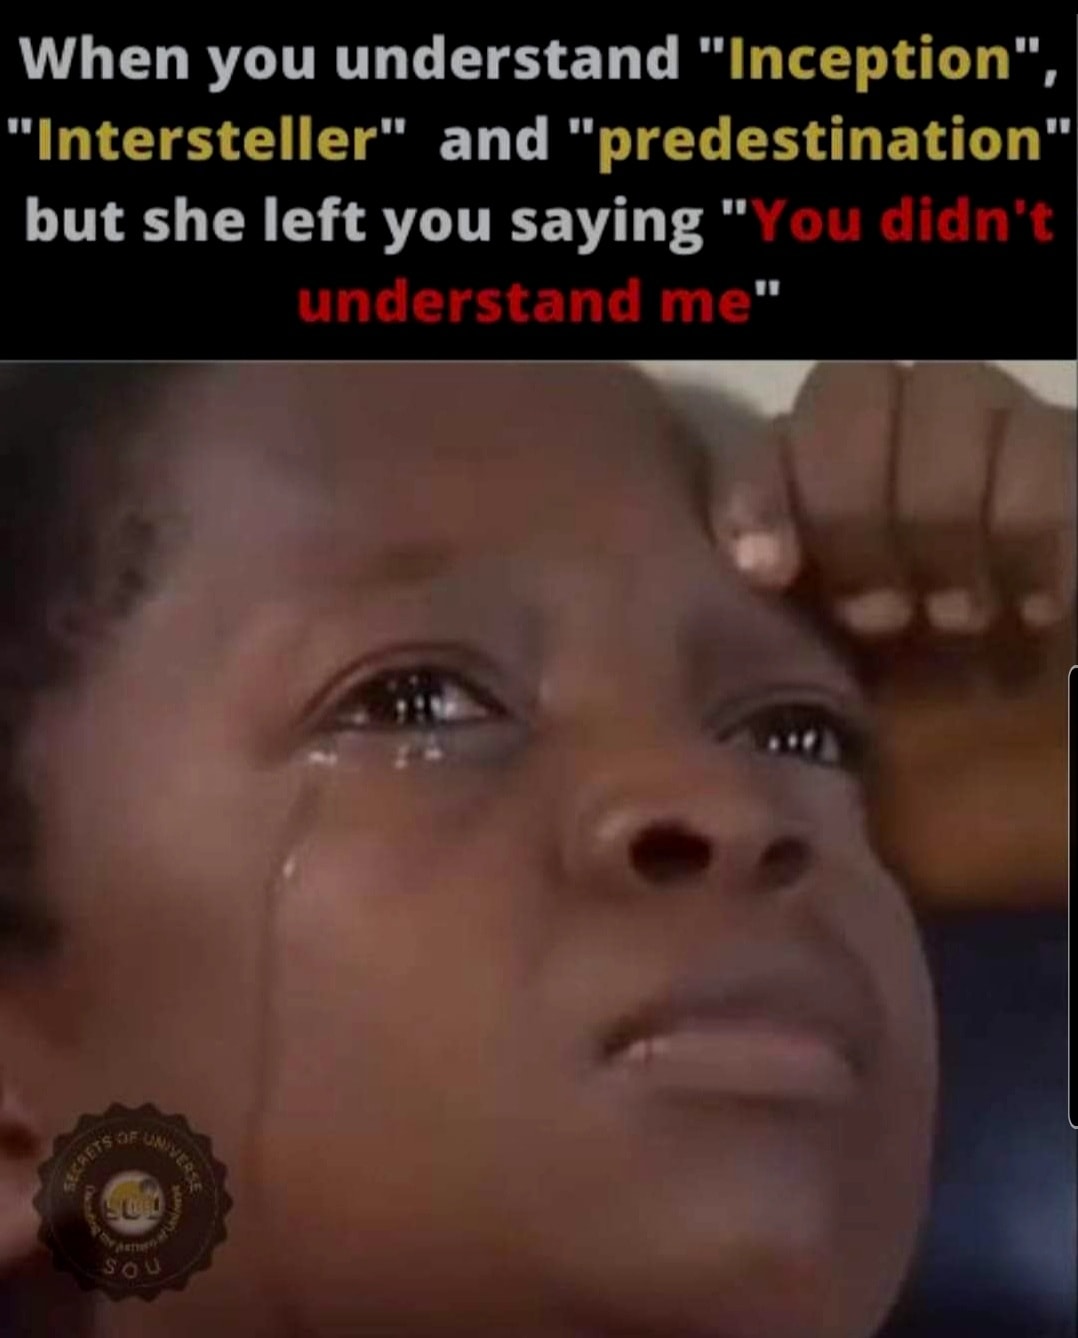 When you understand "Inception",
"Intersteller" and "predestination"
but she left you saying "You didn't
understand me"
SECRETS OF UNIVERSE
SOU